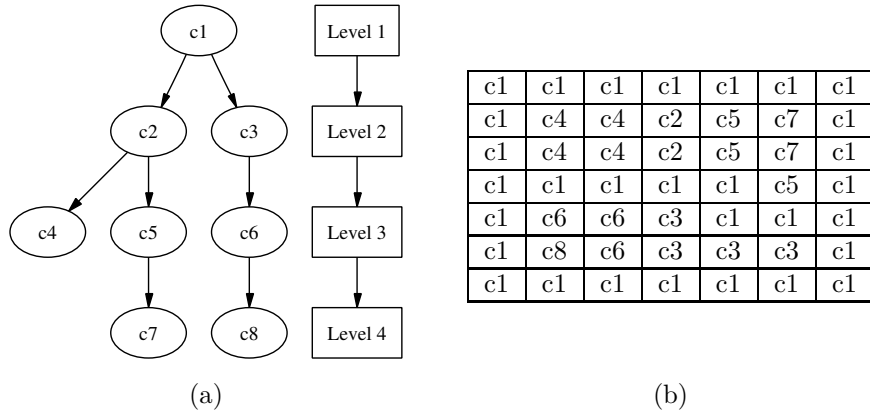 c1 Level 1
c2 c3 Level 2
c4 c5 c6 Level 3
c7 c8 Level 4
(a)
c1 c1 c1 c1 c1 c1 c1
c1 c4 c4 c2 c5 c7 c1
c1 c4 c4 c2 c5 c7 c1
c1 c1 c1 c1 c1 c5 c1
c1 c6 c6 c3 c1 c1 c1
c1 c8 c6 c3 c3 c3 c1
c1 c1 c1 c1 c1 c1 c1
(b)